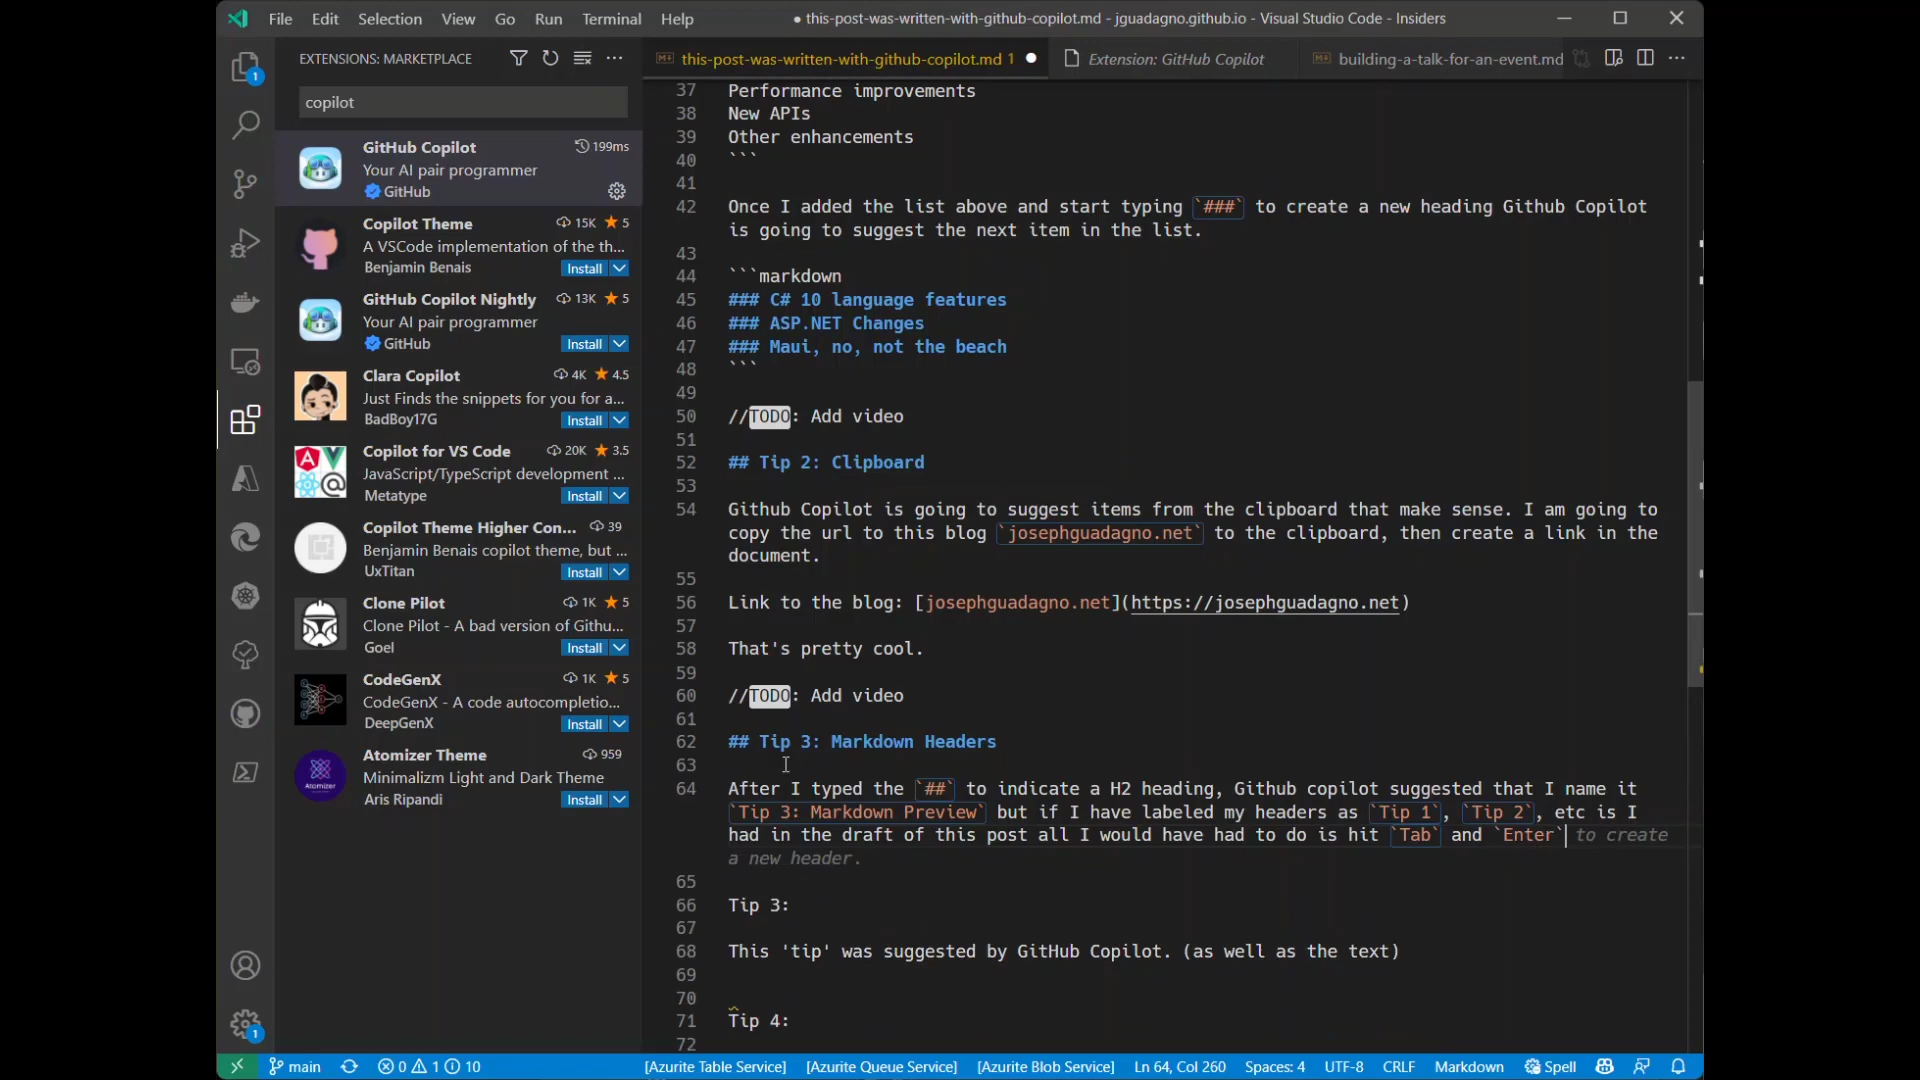 File Edit Selection View Go Run Terminal Help
● this-post-was-written-with-github-copilot.md - jguadagno.github.io - Visual Studio Code - Insiders
EXTENSIONS: MARKETPLACE
this-post-was-written-with-github-copilot.md 1
Extension: GitHub Copilot
building-a-talk-for-an-event.md
1
copilot
GitHub Copilot 199ms
Your AI pair programmer
GitHub
Copilot Theme 15K 5
A VSCode implementation of the th...
Benjamin Benais Install
GitHub Copilot Nightly 13K 5
Your AI pair programmer
GitHub Install
Clara Copilot 4K 4.5
Just Finds the snippets for you for a...
BadBoy17G Install
Copilot for VS Code 20K 3.5
JavaScript/TypeScript development ...
Metatype Install
Copilot Theme Higher Con... 39
Benjamin Benais copilot theme, but ...
UxTitan Install
Clone Pilot 1K 5
Clone Pilot - A bad version of Githu...
Goel Install
CodeGenX 1K 5
CodeGenX - A code autocompletio...
DeepGenX Install
Atomizer Theme 959
Minimalizm Light and Dark Theme
Aris Ripandi Install
1
37 Performance improvements
38 New APIs
39 Other enhancements
40 ```
41
42 Once I added the list above and start typing `###` to create a new heading Github Copilot
is going to suggest the next item in the list.
43
44 ```markdown
45 ### C# 10 language features
46 ### ASP.NET Changes
47 ### Maui, no, not the beach
48 ```
49
50 //TODO: Add video
51
52 ## Tip 2: Clipboard
53
54 Github Copilot is going to suggest items from the clipboard that make sense. I am going to
copy the url to this blog `josephguadagno.net` to the clipboard, then create a link in the
document.
55
56 Link to the blog: [josephguadagno.net](https://josephguadagno.net)
57
58 That's pretty cool.
59
60 //TODO: Add video
61
62 ## Tip 3: Markdown Headers
63
64 After I typed the `##` to indicate a H2 heading, Github copilot suggested that I name it
`Tip 3: Markdown Preview` but if I have labeled my headers as `Tip 1`, `Tip 2`, etc is I
had in the draft of this post all I would have had to do is hit `Tab` and `Enter` to create
a new header.
65
66 Tip 3:
67
68 This 'tip' was suggested by GitHub Copilot. (as well as the text)
69
70
71 Tip 4:
72
main 0 1 10 [Azurite Table Service] [Azurite Queue Service] [Azurite Blob Service] Ln 64, Col 260 Spaces: 4 UTF-8 CRLF Markdown Spell